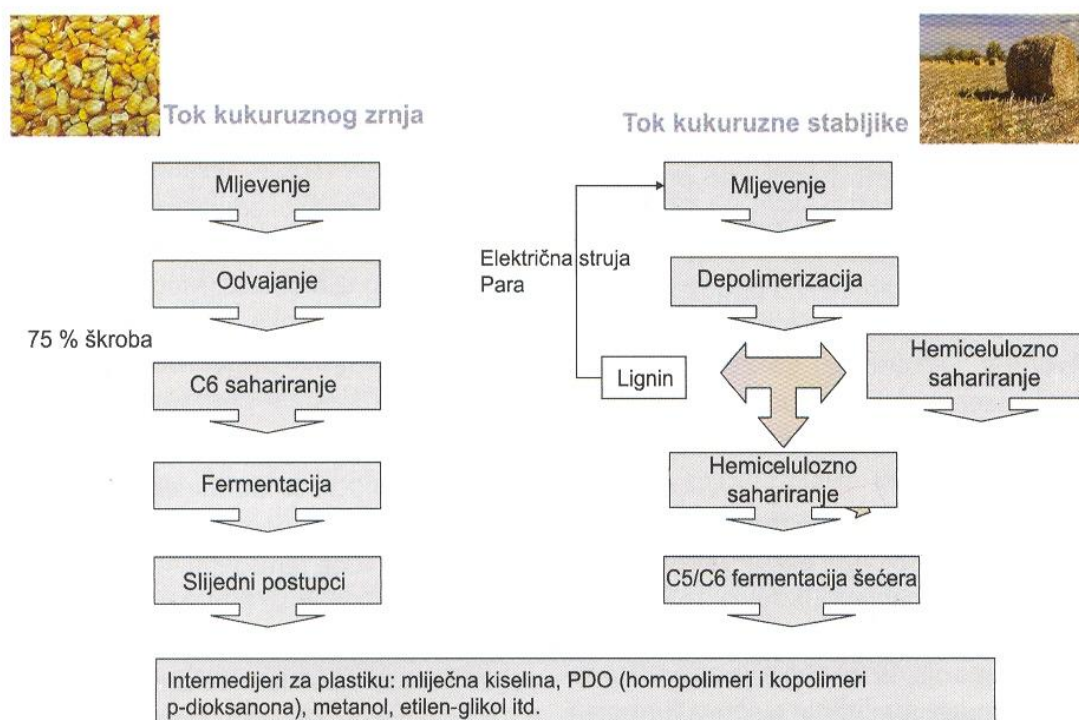 Tok kukuruznog zrnja
Mljevenje
Odvajanje
75 % škroba
C6 sahariranje
Fermentacija
Slijedni postupci
Tok kukuruzne stabljike
Mljevenje
Električna struja
Para
Depolimerizacija
Lignin
Hemicelulozno
sahariranje
Hemicelulozno
sahariranje
C5/C6 fermentacija šećera
Intermedijeri za plastiku: mliječna kiselina, PDO (homopolimeri i kopolimeri
p-dioksanona), metanol, etilen-glikol itd.